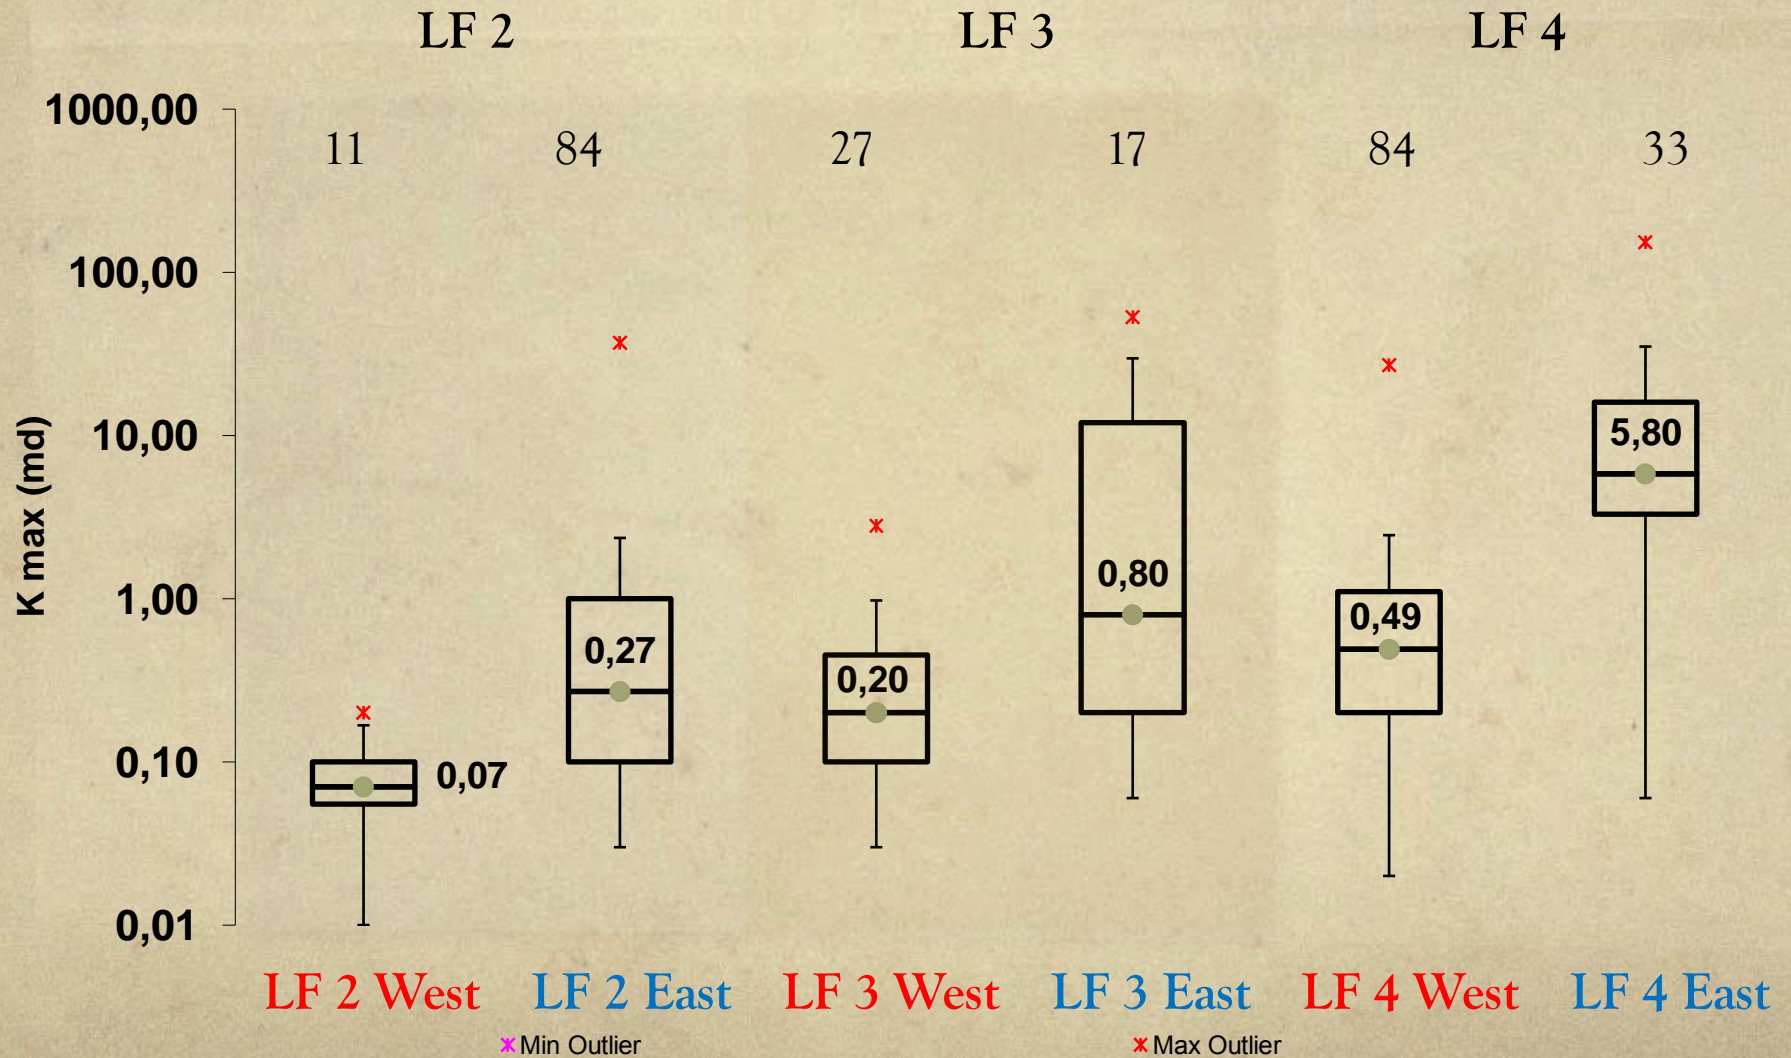 LF 2 LF 3 LF 4
1000,00
11 84 27 17 84 33
100,00
10,00
5,80
K max (md)
0,80
1,00
0,49
0,27
0,20
0,10
0,07
0,01
LF 2 West LF 2 East LF 3 West LF 3 East LF 4 West LF 4 East
Min Outlier Max Outlier